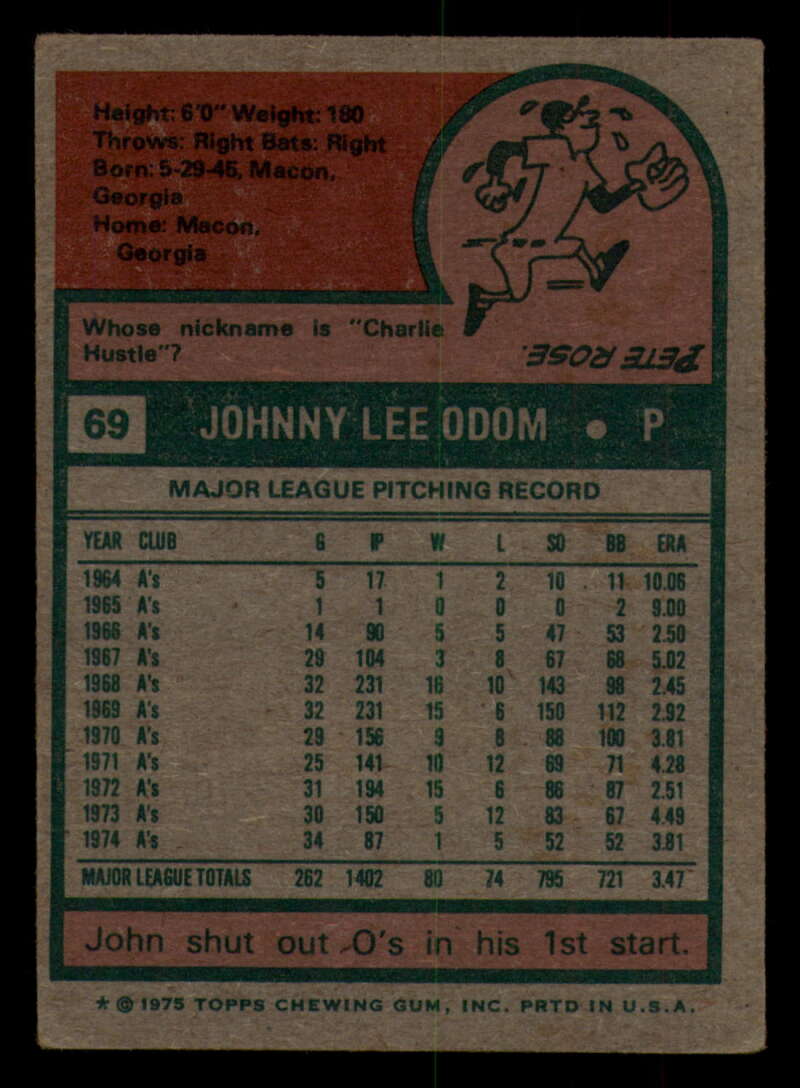 Height: 6'0" Weight: 180
Throws: Right Bats: Right
Born: 5-29-45, Macon,
Georgia
Home: Macon,
Georgia
Whose nickname is "Charlie
Hustle"?
PETE ROSE.
69 JOHNNY LEE ODOM • P
MAJOR LEAGUE PITCHING RECORD
YEAR CLUB G IP W L SO BB ERA
1964 A's 5 17 1 2 10 11 10.06
1965 A's 1 1 0 0 0 2 9.00
1966 A's 14 90 5 5 47 53 2.50
1967 A's 29 104 3 8 67 68 5.02
1968 A's 32 231 16 10 143 98 2.45
1969 A's 32 231 15 6 150 112 2.92
1970 A's 29 156 9 8 88 100 3.81
1971 A's 25 141 10 12 69 71 4.28
1972 A's 31 194 15 6 86 87 2.51
1973 A's 30 150 5 12 83 67 4.49
1974 A's 34 87 1 5 52 52 3.81
MAJOR LEAGUE TOTALS 262 1402 80 74 795 721 3.47
John shut out O's in his 1st start.
* © 1975 TOPPS CHEWING GUM, INC. PRTD IN U.S.A.